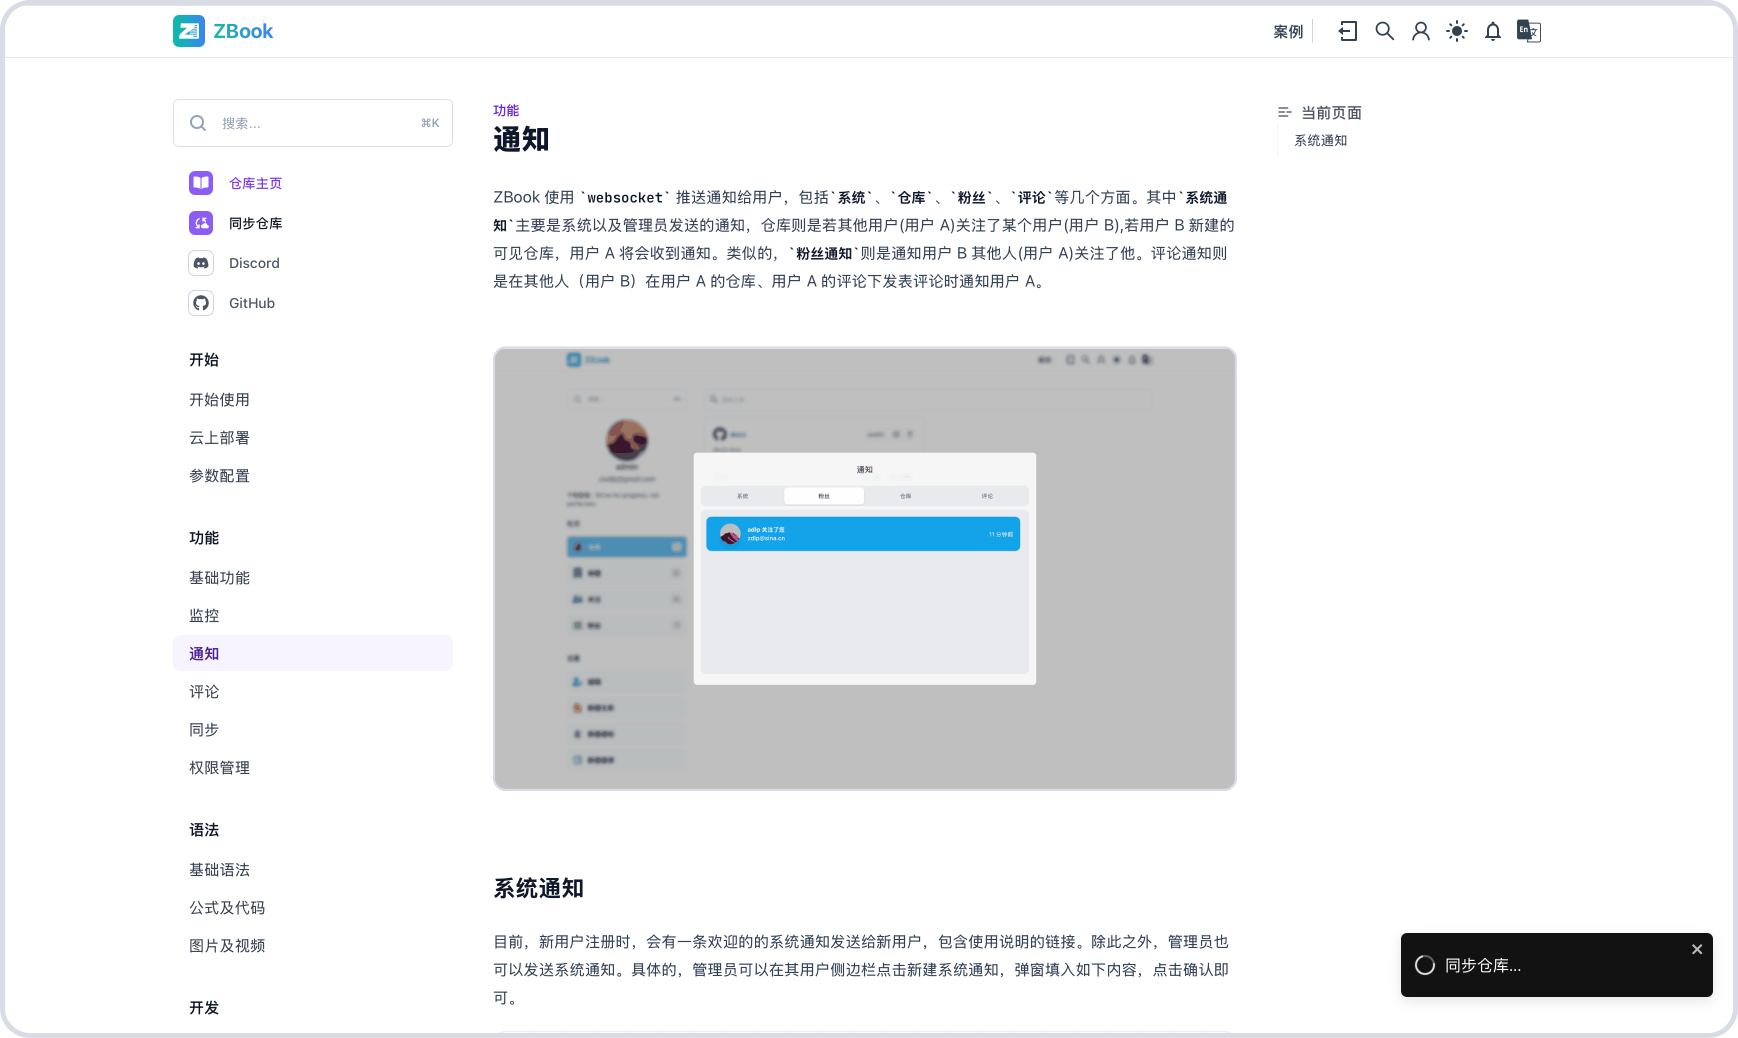 ZBook
案例
搜索...
⌘K
仓库主页
同步仓库
Discord
GitHub
开始
开始使用
云上部署
参数配置
功能
基础功能
监控
通知
评论
同步
权限管理
语法
基础语法
公式及代码
图片及视频
开发
功能
通知
ZBook 使用 `websocket` 推送通知给用户，包括`系统`、`仓库`、`粉丝`、`评论`等几个方面。其中`系统通
知`主要是系统以及管理员发送的通知，仓库则是若其他用户(用户 A)关注了某个用户(用户 B),若用户 B 新建的
可见仓库，用户 A 将会收到通知。类似的，`粉丝通知`则是通知用户 B 其他人(用户 A)关注了他。评论通知则
是在其他人（用户 B）在用户 A 的仓库、用户 A 的评论下发表评论时通知用户 A。
通知
系统
粉丝
仓库
评论
adlp 关注了您
zdlp@sina.cn
11 分钟前
系统通知
目前，新用户注册时，会有一条欢迎的的系统通知发送给新用户，包含使用说明的链接。除此之外，管理员也
可以发送系统通知。具体的，管理员可以在其用户侧边栏点击新建系统通知，弹窗填入如下内容，点击确认即
可。
当前页面
系统通知
同步仓库...